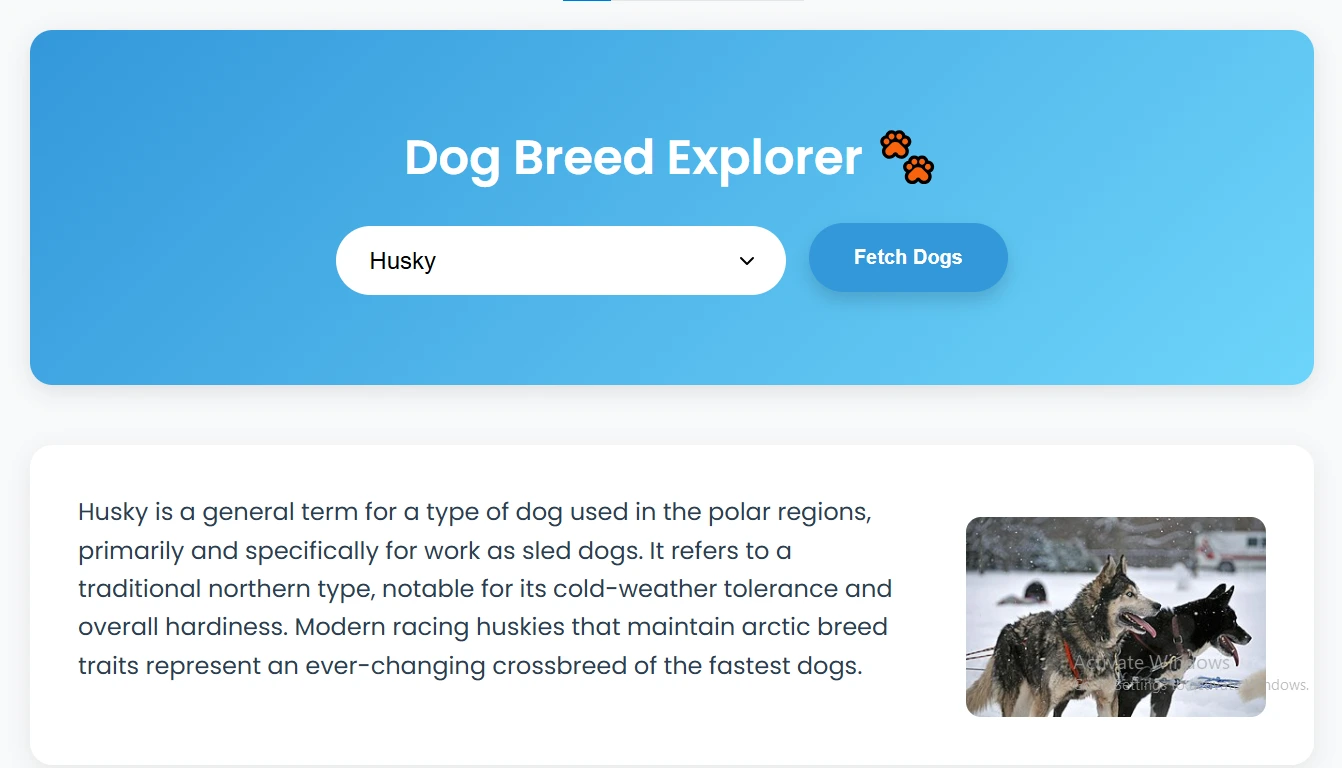 Dog Breed Explorer
Husky
Fetch Dogs
Husky is a general term for a type of dog used in the polar regions,
primarily and specifically for work as sled dogs. It refers to a
traditional northern type, notable for its cold-weather tolerance and
overall hardiness. Modern racing huskies that maintain arctic breed
traits represent an ever-changing crossbreed of the fastest dogs.
Activate Windows
Settings to